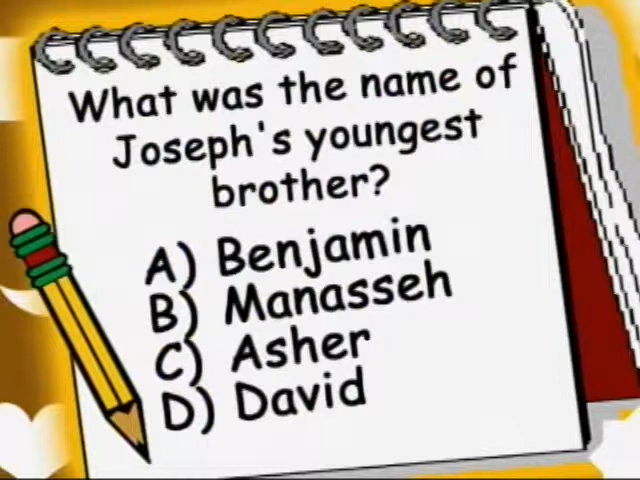 What was the name of
Joseph's youngest
brother?
A) Benjamin
B) Manasseh
C) Asher
D) David